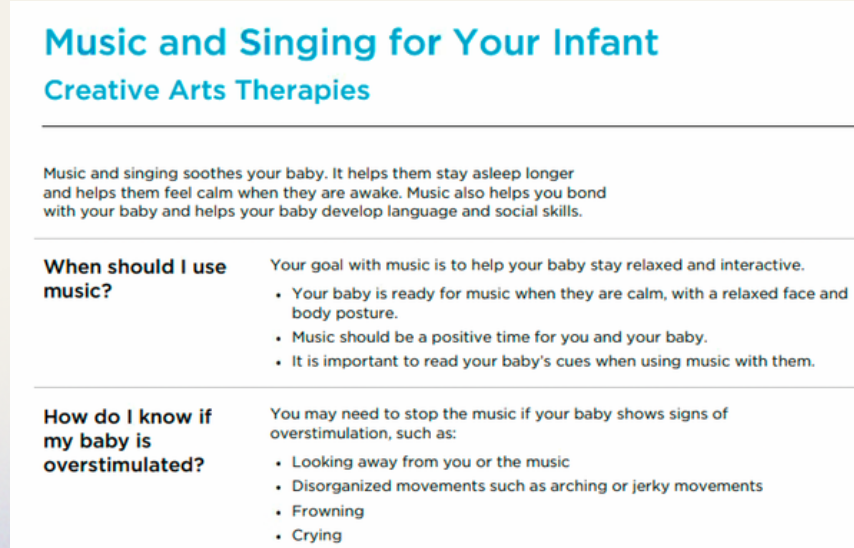 Music and Singing for Your Infant
Creative Arts Therapies
Music and singing soothes your baby. It helps them stay asleep longer
and helps them feel calm when they are awake. Music also helps you bond
with your baby and helps your baby develop language and social skills.
When should I use
music?
Your goal with music is to help your baby stay relaxed and interactive.
• Your baby is ready for music when they are calm, with a relaxed face and
body posture.
• Music should be a positive time for you and your baby.
• It is important to read your baby's cues when using music with them.
How do I know if
my baby is
overstimulated?
You may need to stop the music if your baby shows signs of
overstimulation, such as:
• Looking away from you or the music
• Disorganized movements such as arching or jerky movements
• Frowning
• Crying